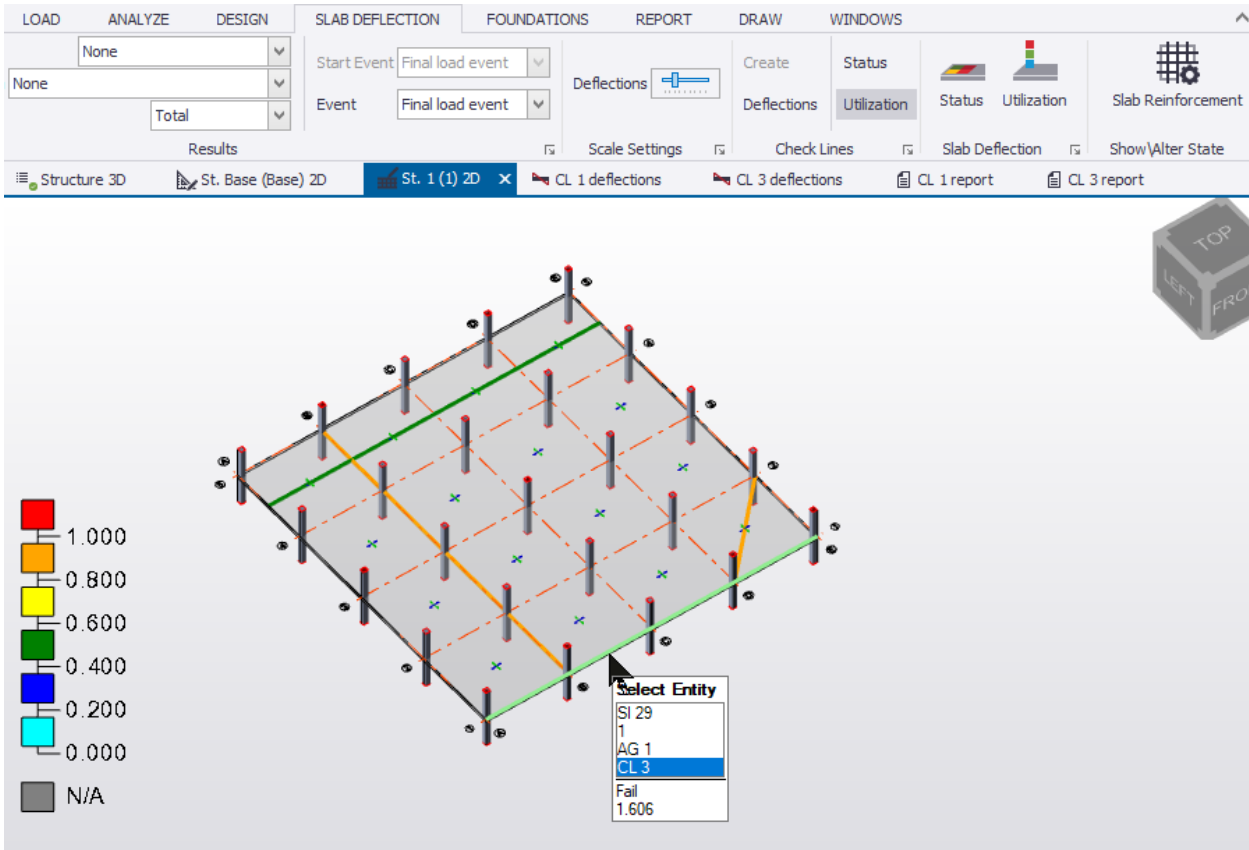 LOAD ANALYZE DESIGN SLAB DEFLECTION FOUNDATIONS REPORT DRAW WINDOWS
None
None
Total
Results
Start Event Final load event
Event Final load event
Deflections
Scale Settings
Create
Deflections
Status
Utilization
Check Lines
Status Utilization
Slab Deflection
Slab Reinforcement
Show\Alter State
Structure 3D St. Base (Base) 2D St. 1 (1) 2D X CL 1 deflections CL 3 deflections CL 1 report CL 3 report
TOP
LEFT
FRO
1.000
0.800
0.600
0.400
0.200
0.000
N/A
Select Entity
SI 29
1
AG 1
CL 3
Fail
1.606